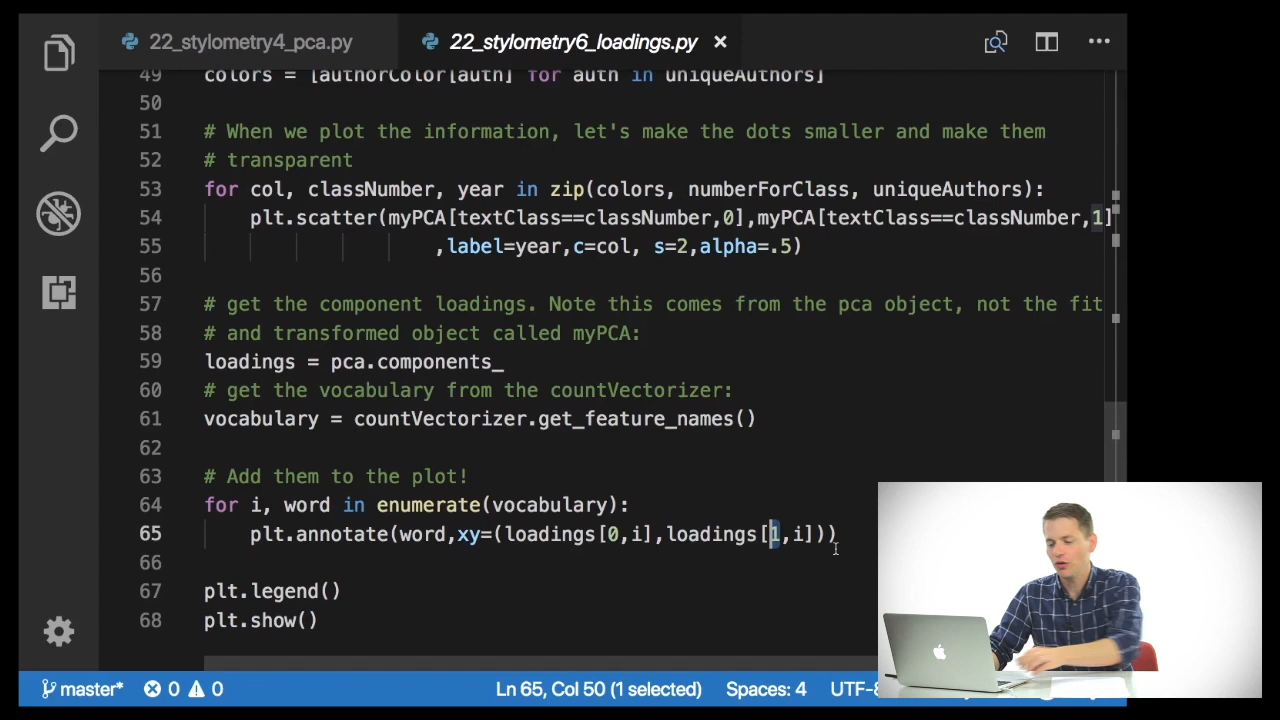 22_stylometry4_pca.py
22_stylometry6_loadings.py
49 colors = [authorColor[auth] for auth in uniqueAuthors]
50
51 # When we plot the information, let's make the dots smaller and make them
52 # transparent
53 for col, classNumber, year in zip(colors, numberForClass, uniqueAuthors):
54 plt.scatter(myPCA[textClass==classNumber,0],myPCA[textClass==classNumber,1]
55 ,label=year,c=col, s=2,alpha=.5)
56
57 # get the component loadings. Note this comes from the pca object, not the fit
58 # and transformed object called myPCA:
59 loadings = pca.components_
60 # get the vocabulary from the countVectorizer:
61 vocabulary = countVectorizer.get_feature_names()
62
63 # Add them to the plot!
64 for i, word in enumerate(vocabulary):
65 plt.annotate(word,xy=(loadings[0,i],loadings[1,i]))
66
67 plt.legend()
68 plt.show()
master* 0 0 Ln 65, Col 50 (1 selected) Spaces: 4 UTF-8